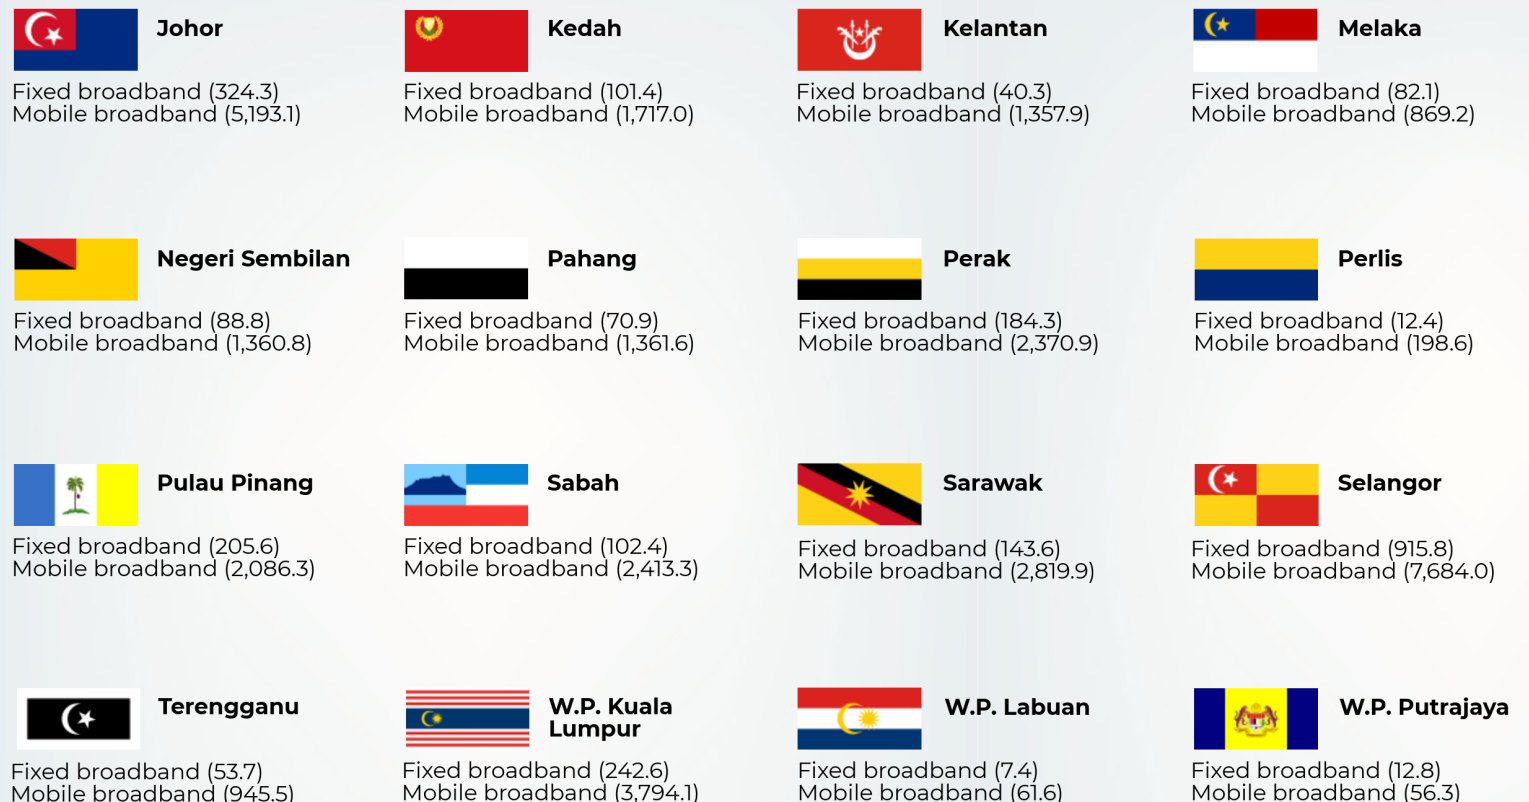 Johor
Fixed broadband (324.3)
Mobile broadband (5,193.1)
Kedah
Fixed broadband (101.4)
Mobile broadband (1,717.0)
Kelantan
Fixed broadband (40.3)
Mobile broadband (1,357.9)
Melaka
Fixed broadband (82.1)
Mobile broadband (869.2)
Negeri Sembilan
Fixed broadband (88.8)
Mobile broadband (1,360.8)
Pahang
Fixed broadband (70.9)
Mobile broadband (1,361.6)
Perak
Fixed broadband (184.3)
Mobile broadband (2,370.9)
Perlis
Fixed broadband (12.4)
Mobile broadband (198.6)
Pulau Pinang
Fixed broadband (205.6)
Mobile broadband (2,086.3)
Sabah
Fixed broadband (102.4)
Mobile broadband (2,413.3)
Sarawak
Fixed broadband (143.6)
Mobile broadband (2,819.9)
Selangor
Fixed broadband (915.8)
Mobile broadband (7,684.0)
Terengganu
Fixed broadband (53.7)
Mobile broadband (945.5)
W.P. Kuala
Lumpur
Fixed broadband (242.6)
Mobile broadband (3,794.1)
W.P. Labuan
Fixed broadband (7.4)
Mobile broadband (61.6)
W.P. Putrajaya
Fixed broadband (12.8)
Mobile broadband (56.3)